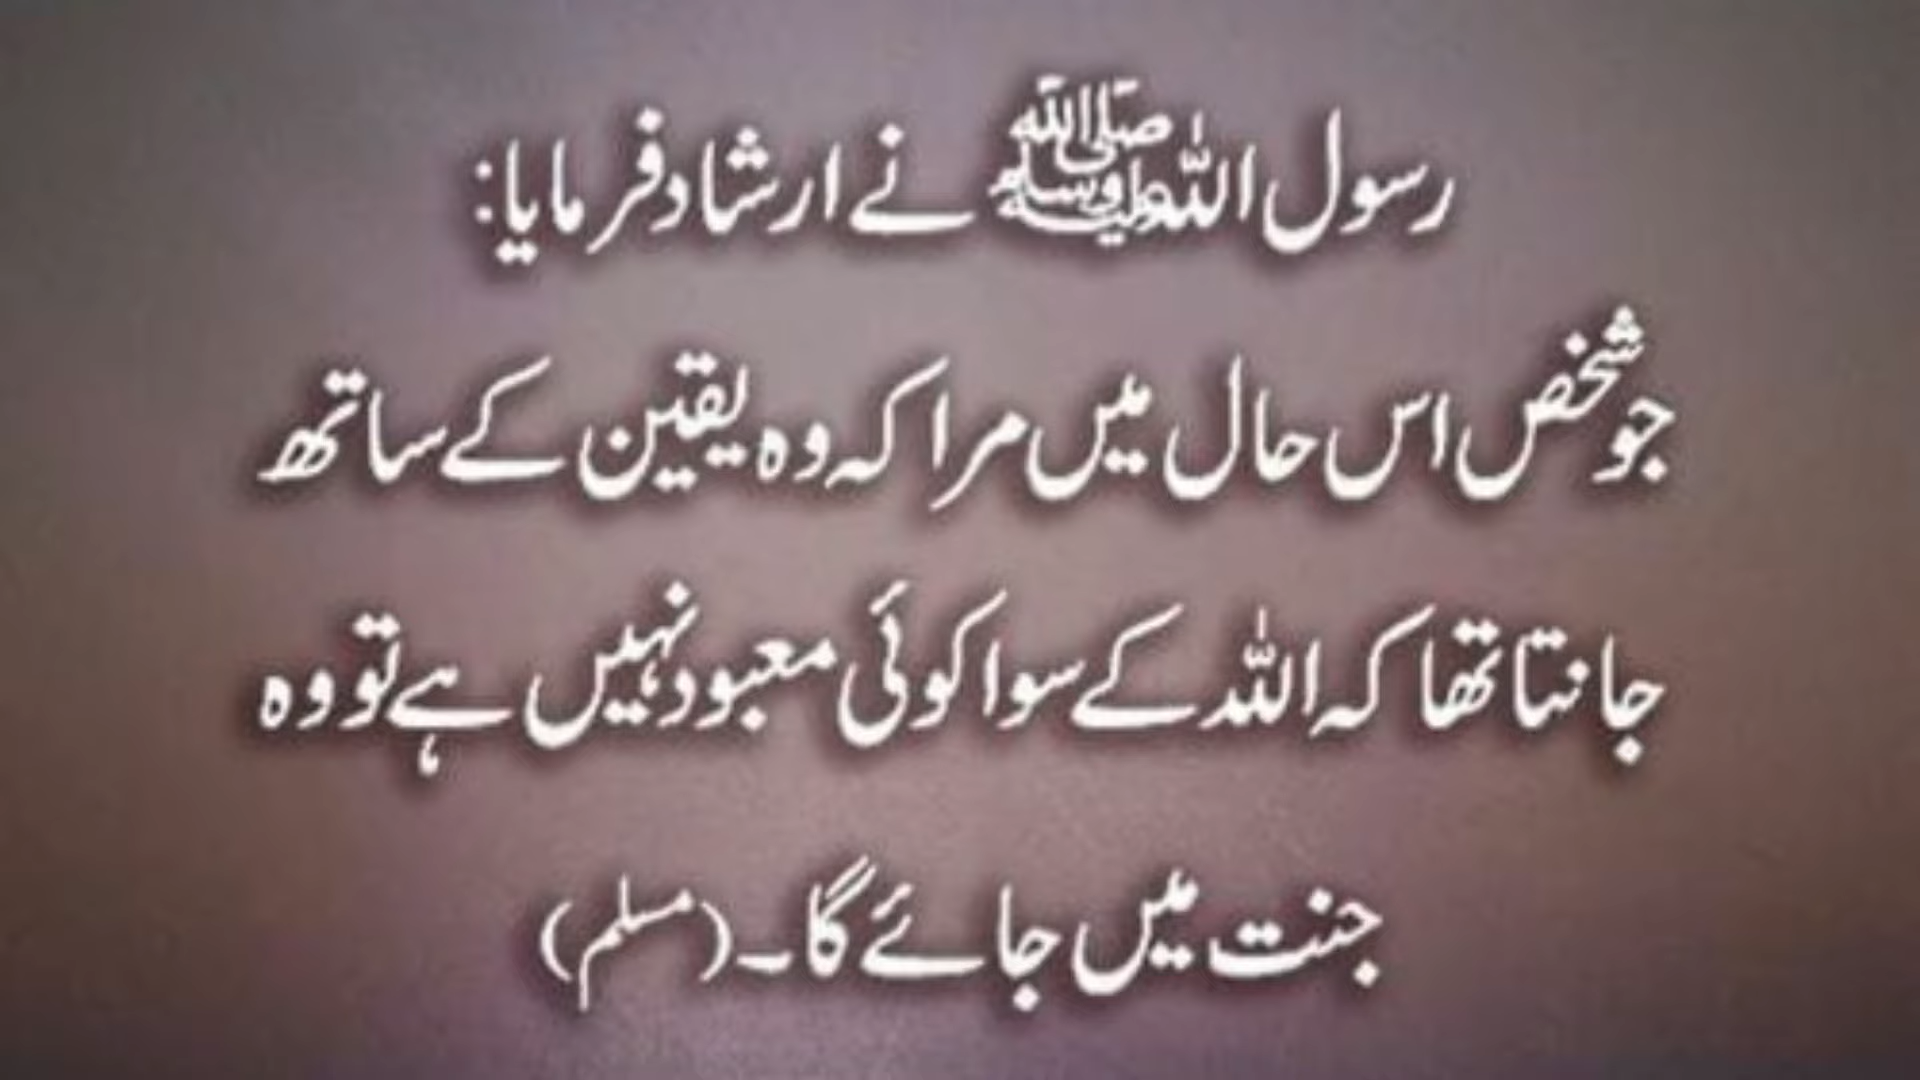 رسول اللہ ﷺ نے ارشاد فرمایا:
جو شخص اس حال میں مرا کہ وہ یقین کے ساتھ
جانتا تھا کہ اللہ کے سوا کوئی معبود نہیں ہے تو وہ
جنت میں جائے گا۔ (مسلم)